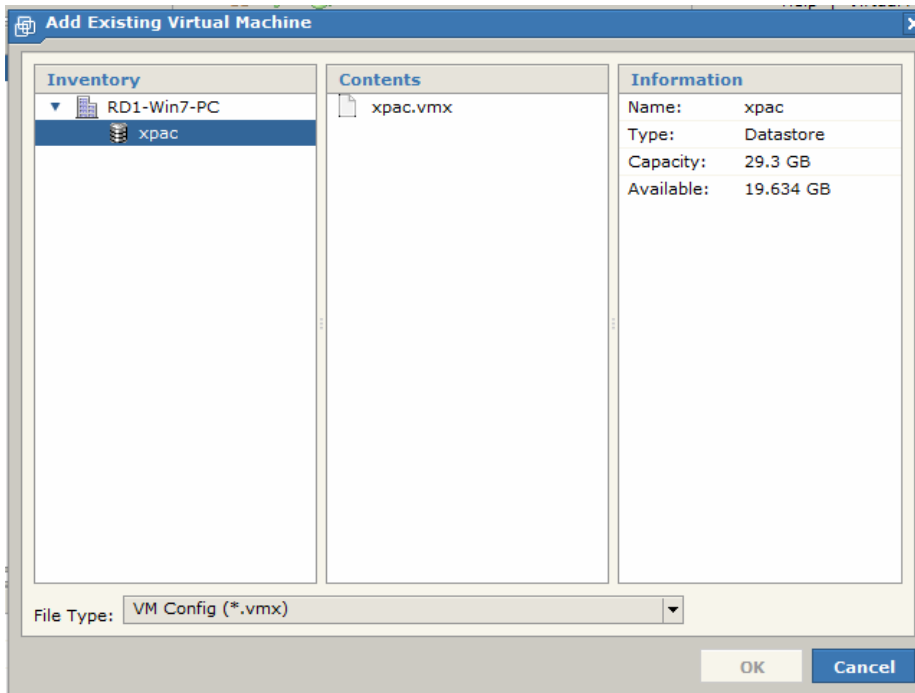 Add Existing Virtual Machine
Inventory
RD1-Win7-PC
xpac
Contents
xpac.vmx
Information
Name: xpac
Type: Datastore
Capacity: 29.3 GB
Available: 19.634 GB
File Type: VM Config (*.vmx)
OK Cancel